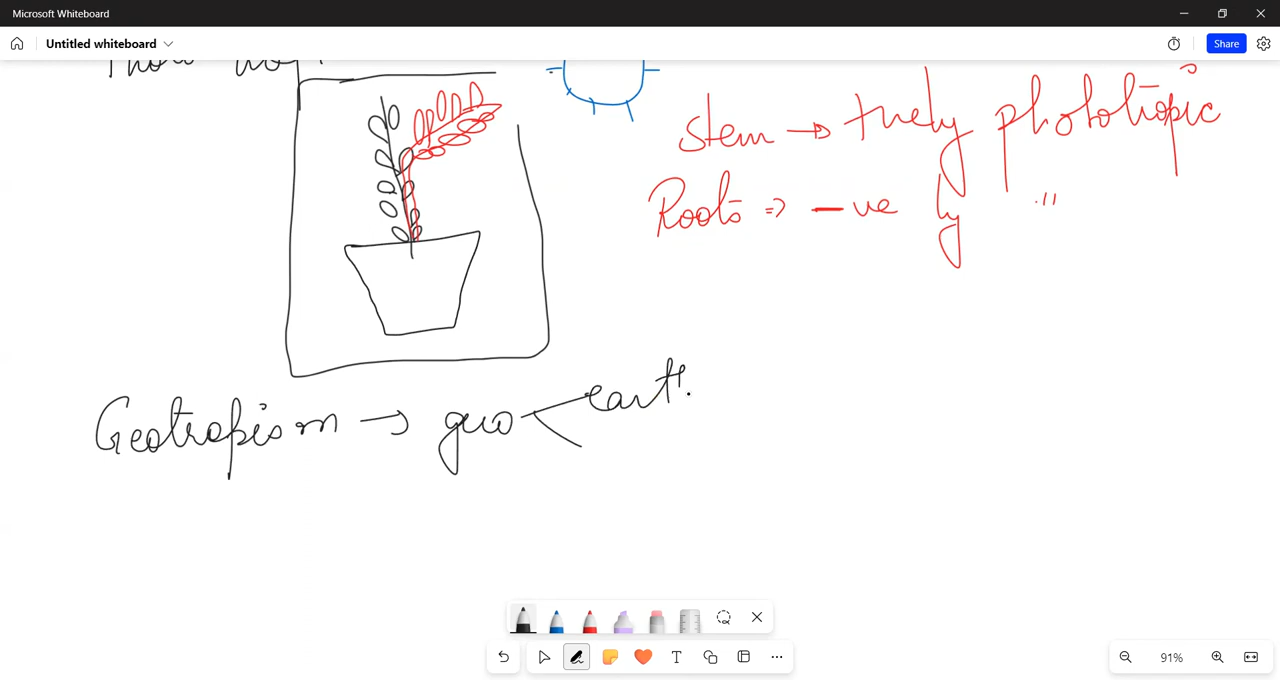 Microsoft Whiteboard
Untitled whiteboard
Share
Stem → +vely phototropic
Roots ⇒ -ve ly "
Geotropism → geo < earth
91%